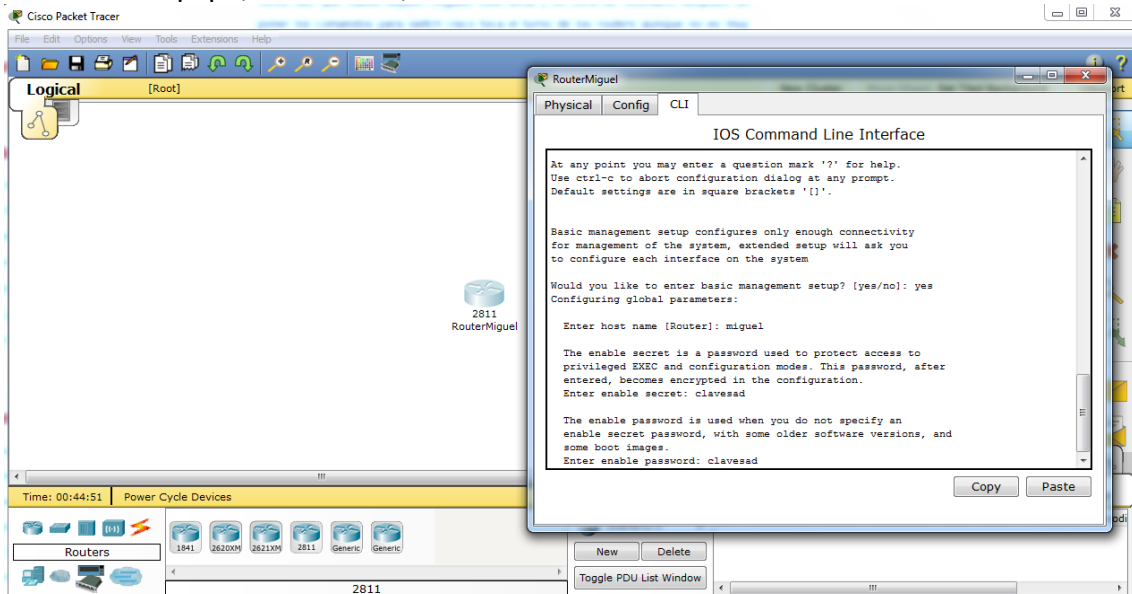 Cisco Packet Tracer
File Edit Options View Tools Extensions Help
Logical [Root]
2811
RouterMiguel
RouterMiguel
Physical Config CLI
IOS Command Line Interface
At any point you may enter a question mark '?' for help.
Use ctrl-c to abort configuration dialog at any prompt.
Default settings are in square brackets '[]'.
Basic management setup configures only enough connectivity
for management of the system, extended setup will ask you
to configure each interface on the system
Would you like to enter basic management setup? [yes/no]: yes
Configuring global parameters:
Enter host name [Router]: miguel
The enable secret is a password used to protect access to
privileged EXEC and configuration modes. This password, after
entered, becomes encrypted in the configuration.
Enter enable secret: clavesad
The enable password is used when you do not specify an
enable secret password, with some older software versions, and
some boot images.
Enter enable password: clavesad
Copy Paste
Time: 00:44:51 Power Cycle Devices
Routers
1841 2620XM 2621XM 2811 Generic Generic
2811
New Delete
Toggle PDU List Window